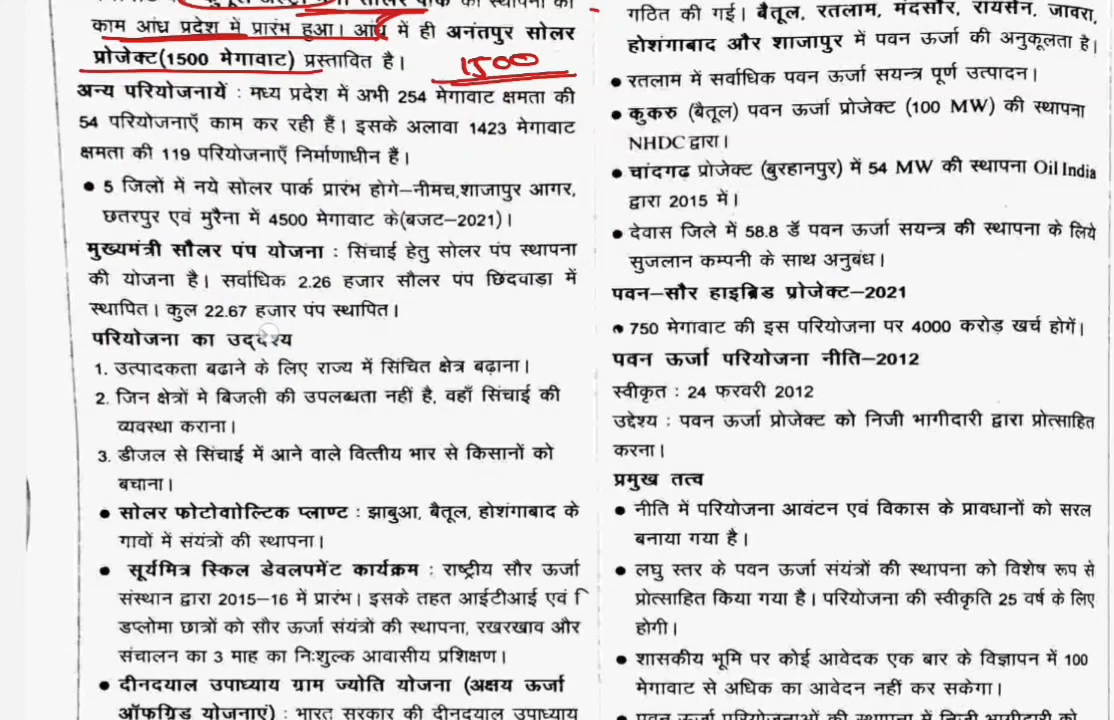 सोलर पार्क की स्थापना का
काम आंध्र प्रदेश में प्रारंभ हुआ। में ही अनंतपुर सोलर
प्रोजेक्ट(1500 मेगावाट) प्रस्तावित है।
1500
अन्य परियोजनायें : मध्य प्रदेश में अभी 254 मेगावाट क्षमता की
54 परियोजनाएँ काम कर रही हैं। इसके अलावा 1423 मेगावाट
क्षमता की 119 परियोजनाएँ निर्माणाधीन हैं।
● 5 जिलों में नये सोलर पार्क प्रारंभ होगे–नीमच,शाजापुर आगर,
छतरपुर एवं मुरैना में 4500 मेगावाट के(बजट–2021)।
मुख्यमंत्री सौलर पंप योजना : सिंचाई हेतु सोलर पंप स्थापना
की योजना है। सर्वाधिक 2.26 हजार सौलर पंप छिदवाड़ा में
स्थापित। कुल 22.67 हजार पंप स्थापित।
परियोजना का उद्देश्य
1. उत्पादकता बढाने के लिए राज्य में सिंचित क्षेत्र बढ़ाना।
2. जिन क्षेत्रों मे बिजली की उपलब्धता नहीं है, वहाँ सिंचाई की
व्यवस्था कराना।
3. डीजल से सिंचाई में आने वाले वित्तीय भार से किसानों को
बचाना।
● सोलर फोटोवाोल्टिक प्लाण्ट : झाबुआ, बैतूल, होशंगाबाद के
गावों में संयंत्रों की स्थापना।
● सूर्यमित्र स्किल डेवलपमेंट कार्यक्रम : राष्ट्रीय सौर ऊर्जा
संस्थान द्वारा 2015–16 में प्रारंभ। इसके तहत आईटीआई एवं ि
डप्लोमा छात्रों को सौर ऊर्जा संयंत्रों की स्थापना, रखरखाव और
संचालन का 3 माह का निःशुल्क आवासीय प्रशिक्षण।
● दीनदयाल उपाध्याय ग्राम ज्योति योजना (अक्षय ऊर्जा
ऑफग्रिड योजनाएं) : भारत सरकार की दीनदयाल उपाध्याय
गठित की गई। बैतूल, रतलाम, मंदसौर, रायसेन, जावरा,
होशंगाबाद और शाजापुर में पवन ऊर्जा की अनुकूलता है।
● रतलाम में सर्वाधिक पवन ऊर्जा सयन्त्र पूर्ण उत्पादन।
● कुकरु (बैतूल) पवन ऊर्जा प्रोजेक्ट (100 MW) की स्थापना
NHDC द्वारा।
● चांदगढ़ प्रोजेक्ट (बुरहानपुर) में 54 MW की स्थापना Oil India
द्वारा 2015 में।
● देवास जिले में 58.8 डॅ पवन ऊर्जा सयन्त्र की स्थापना के लिये
सुजलान कम्पनी के साथ अनुबंध।
पवन–सौर हाइब्रिड प्रोजेक्ट–2021
● 750 मेगावाट की इस परियोजना पर 4000 करोड़ खर्च होगें।
पवन ऊर्जा परियोजना नीति–2012
स्वीकृत : 24 फरवरी 2012
उद्देश्य : पवन ऊर्जा प्रोजेक्ट को निजी भागीदारी द्वारा प्रोत्साहित
करना।
प्रमुख तत्व
● नीति में परियोजना आवंटन एवं विकास के प्रावधानों को सरल
बनाया गया है।
● लघु स्तर के पवन ऊर्जा संयंत्रों की स्थापना को विशेष रूप से
प्रोत्साहित किया गया है। परियोजना की स्वीकृति 25 वर्ष के लिए
होगी।
● शासकीय भूमि पर कोई आवेदक एक बार के विज्ञापन में 100
मेगावाट से अधिक का आवेदन नहीं कर सकेगा।
● पवन ऊर्जा परियोजनाओं की स्थापना में निजी भागीदारी को